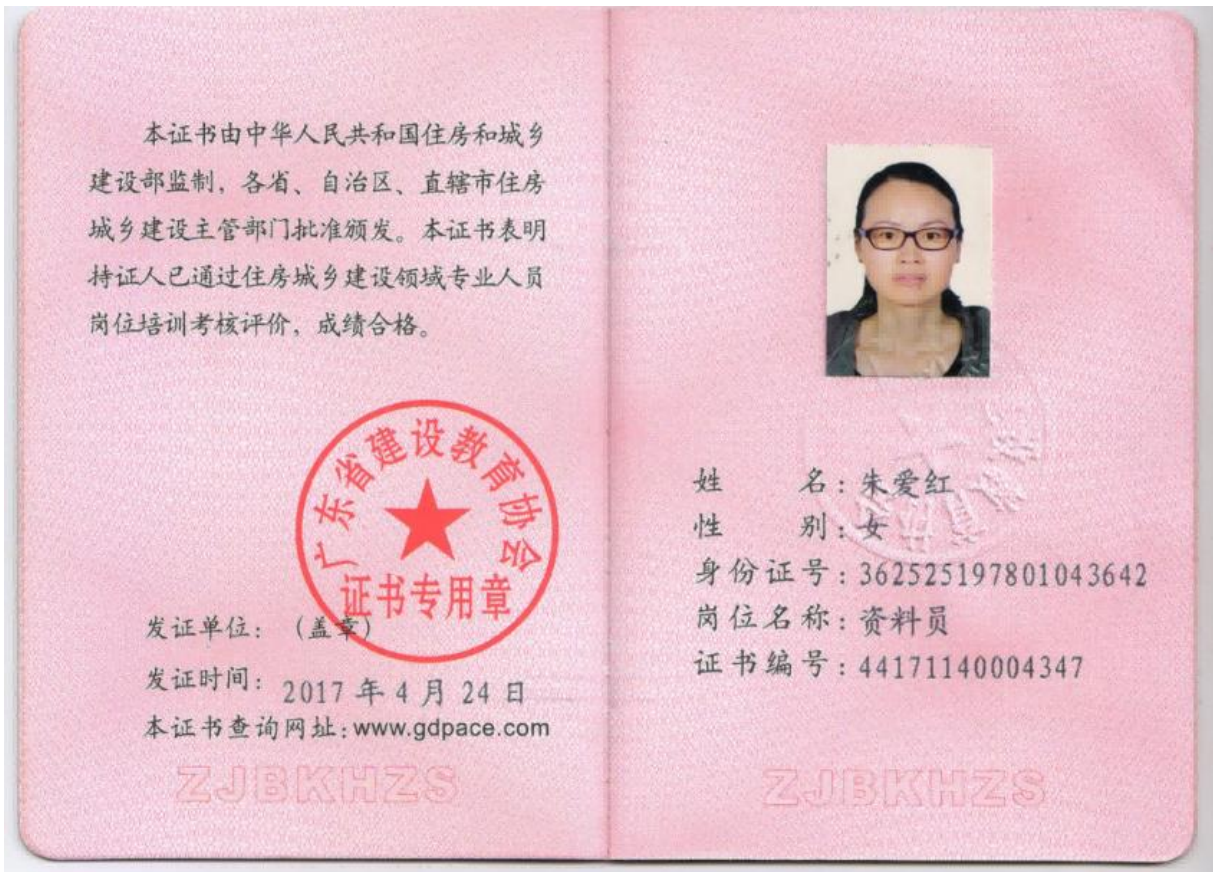 本证书由中华人民共和国住房和城乡
建设部监制，各省、自治区、直辖市住房
城乡建设主管部门批准颁发。本证书表明
持证人已通过住房城乡建设领域专业人员
岗位培训考核评价，成绩合格。
广东省建设教育协会
证书专用章
发证单位：（盖章）
发证时间：2017 年 4 月 24 日
本证书查询网址：www.gdpace.com
ZJBKHZS
姓 名：朱爱红
性 别：女
身份证号：362525197801043642
岗位名称：资料员
证书编号：44171140004347
ZJBKHZS